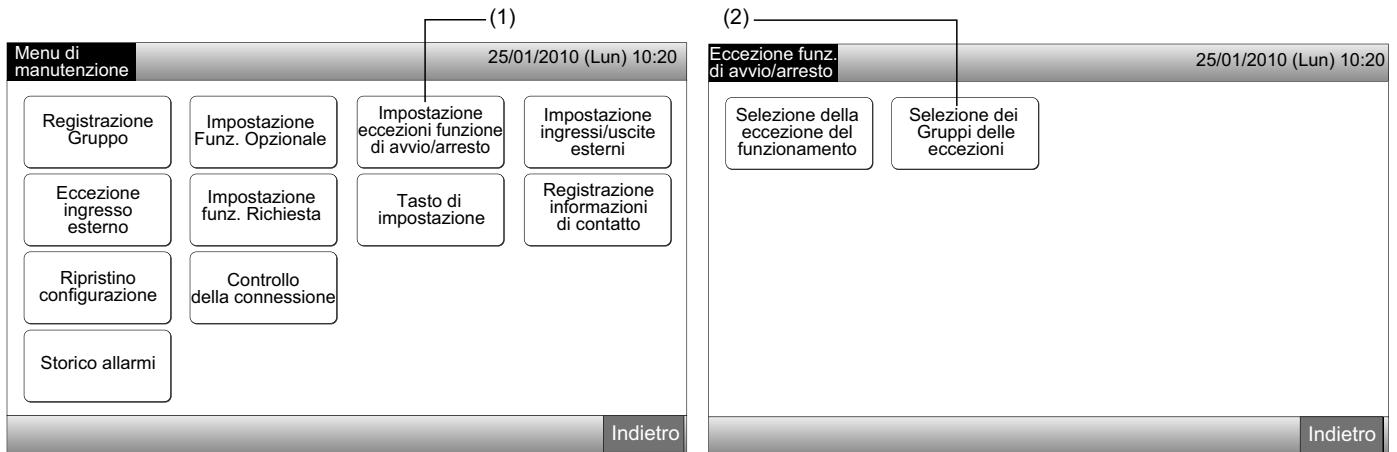 (1)
Menu di
manutenzione
25/01/2010 (Lun) 10:20
Registrazione
Gruppo
Impostazione
Funz. Opzionale
Impostazione
eccezioni funzione
di avvio/arresto
Impostazione
ingressi/uscite
esterni
Eccezione
ingresso
esterno
Impostazione
funz. Richiesta
Tasto di
impostazione
Registrazione
informazioni
di contatto
Ripristino
configurazione
Controllo
della connessione
Storico allarmi
Indietro
(2)
Eccezione funz.
di avvio/arresto
25/01/2010 (Lun) 10:20
Selezione della
eccezione del
funzionamento
Selezione dei
Gruppi delle
eccezioni
Indietro